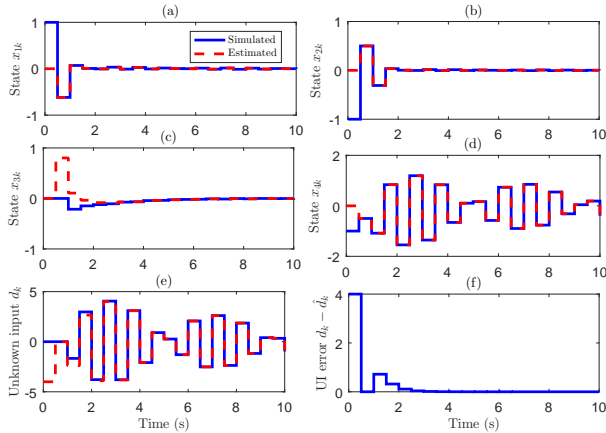 (a)
State x1k
1
0
-1
0 2 4 6 8 10
Simulated
Estimated
(b)
State x2k
1
0
-1
0 2 4 6 8 10
(c)
State x3k
1
0
-1
0 2 4 6 8 10
(d)
State x4k
2
0
-2
0 2 4 6 8 10
(e)
Unknown input dk
5
0
-5
0 2 4 6 8 10
Time (s)
(f)
UI error dk − d̂k
4
2
0
0 2 4 6 8 10
Time (s)